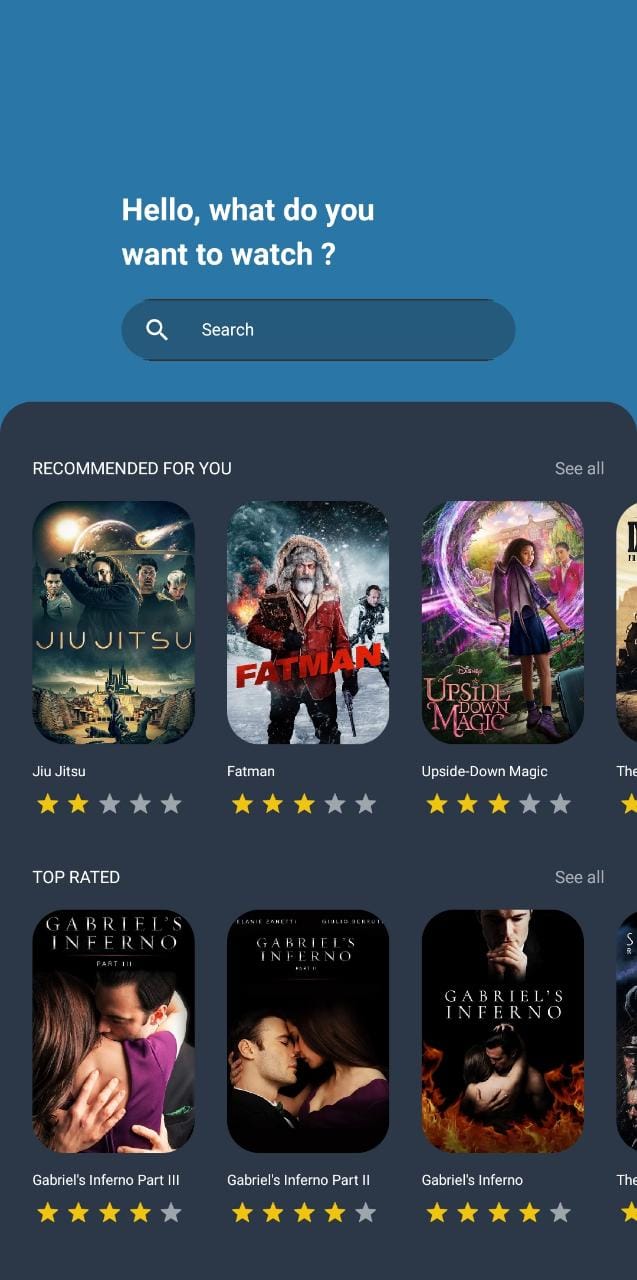 Hello, what do you
want to watch ?
Search
RECOMMENDED FOR YOU
See all
JIU JITSU
FATMAN
Disney
UPSIDE
DOWN
MAGIC
Jiu Jitsu
Fatman
Upside-Down Magic
The
TOP RATED
See all
GABRIEL'S
INFERNO
PART III
GABRIEL'S
INFERNO
PART II
GABRIEL'S
INFERNO
Gabriel's Inferno Part III
Gabriel's Inferno Part II
Gabriel's Inferno
The